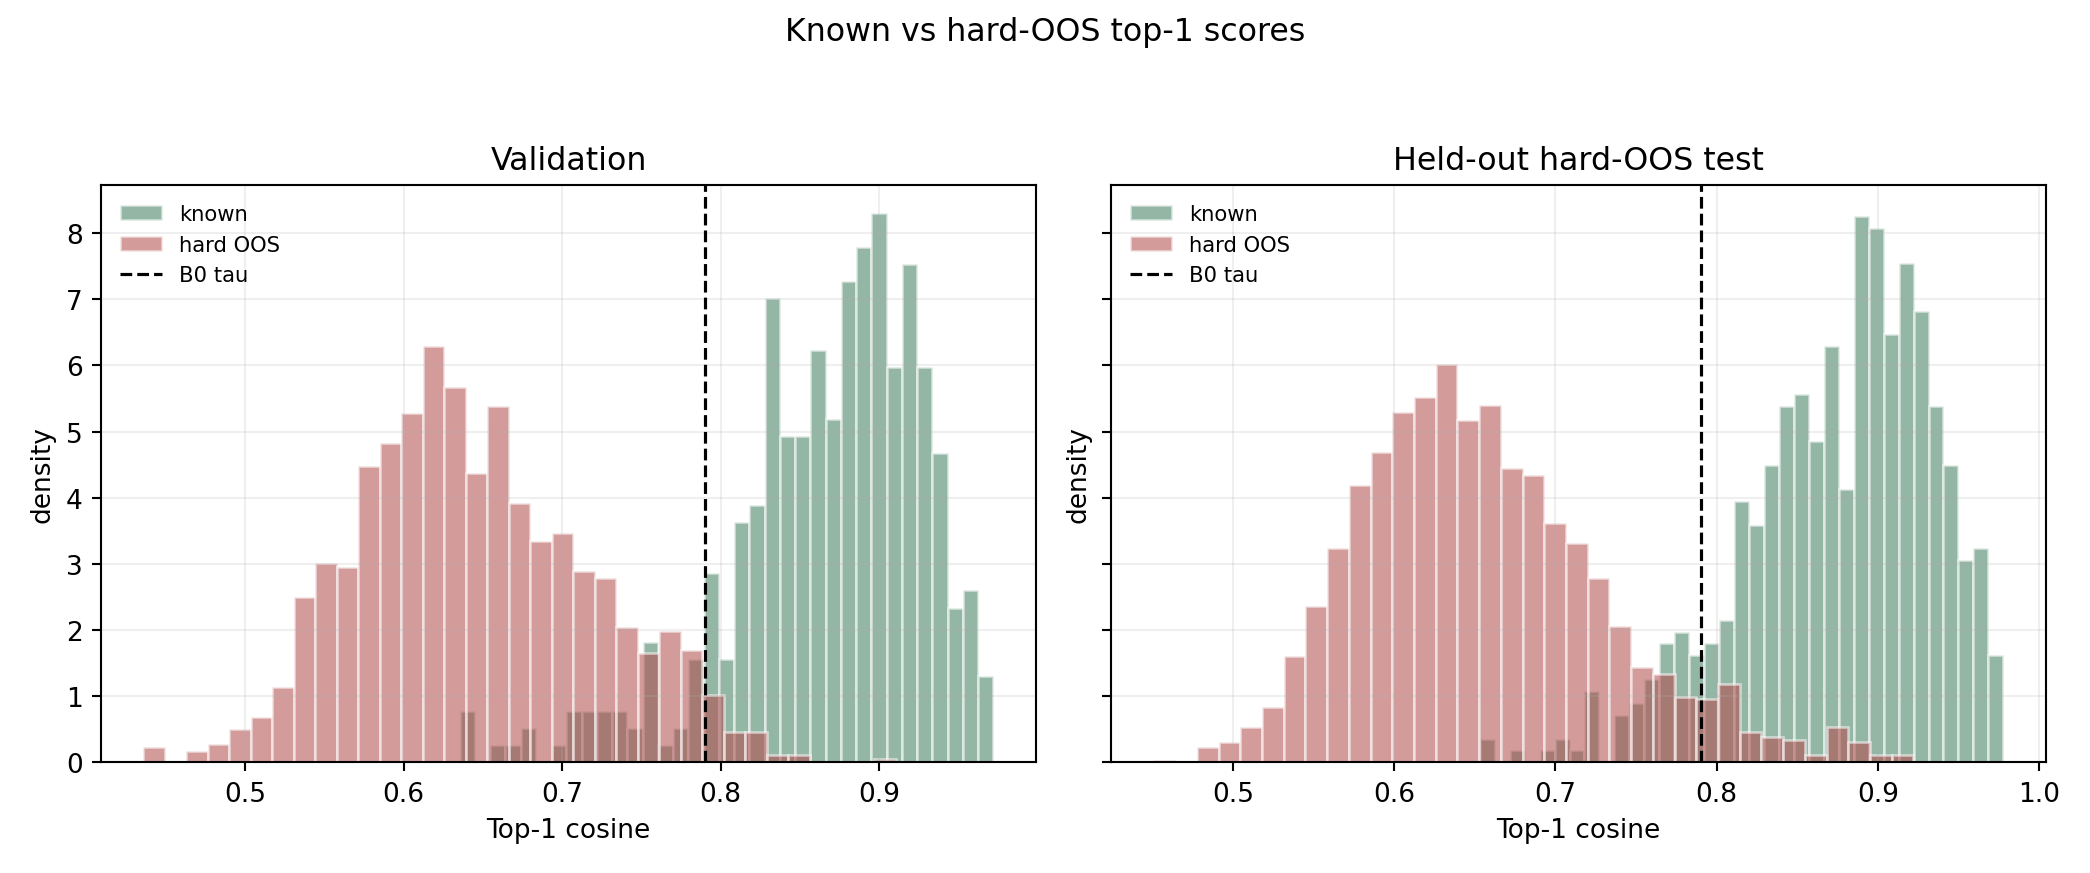 Known vs hard-OOS top-1 scores
Validation
known
hard OOS
B0 tau
density
8
7
6
5
4
3
2
1
0
0.5 0.6 0.7 0.8 0.9
Top-1 cosine
Held-out hard-OOS test
known
hard OOS
B0 tau
density
0.5 0.6 0.7 0.8 0.9 1.0
Top-1 cosine